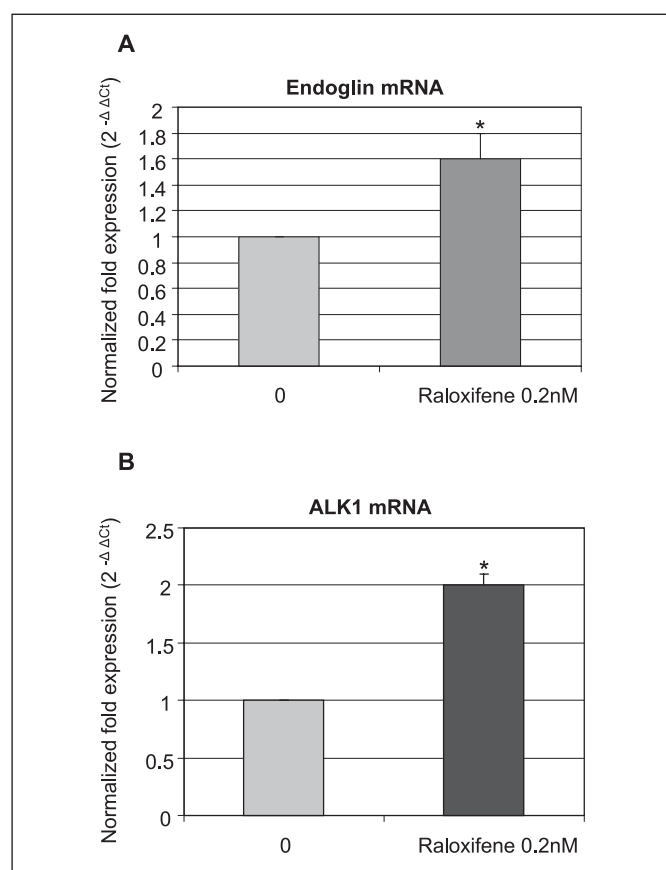 A
Endoglin mRNA
Normalized fold expression (2 -Δ ΔCt)
2
1.8
1.6
1.4
1.2
1
0.8
0.6
0.4
0.2
0
*
0 Raloxifene 0.2nM
B
ALK1 mRNA
Normalized fold expression (2 -Δ ΔCt)
2.5
2
1.5
1
0.5
0
*
0 Raloxifene 0.2nM